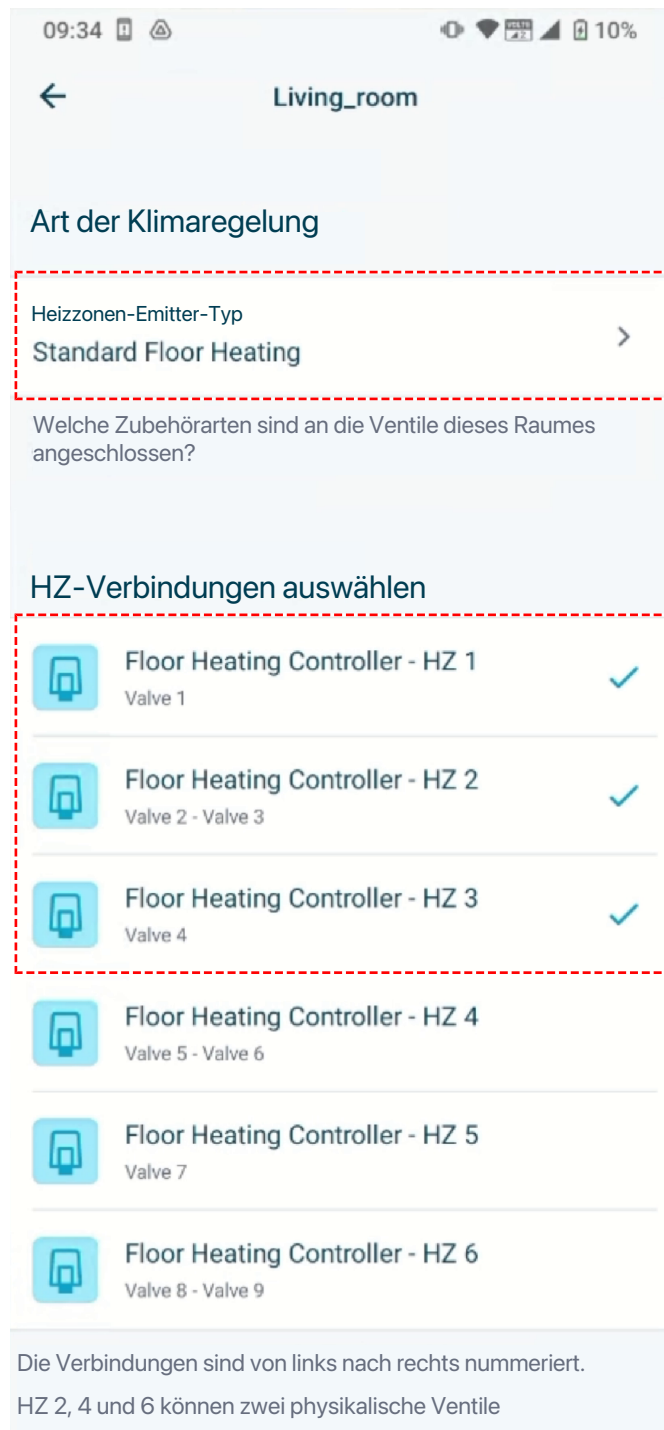 09:34
VOLTE
2
10%
Living_room
Art der Klimaregelung
Heizzonen-Emitter-Typ
Standard Floor Heating
Welche Zubehörarten sind an die Ventile dieses Raumes
angeschlossen?
HZ-Verbindungen auswählen
Floor Heating Controller - HZ 1
Valve 1
Floor Heating Controller - HZ 2
Valve 2 - Valve 3
Floor Heating Controller - HZ 3
Valve 4
Floor Heating Controller - HZ 4
Valve 5 - Valve 6
Floor Heating Controller - HZ 5
Valve 7
Floor Heating Controller - HZ 6
Valve 8 - Valve 9
Die Verbindungen sind von links nach rechts nummeriert.
HZ 2, 4 und 6 können zwei physikalische Ventile